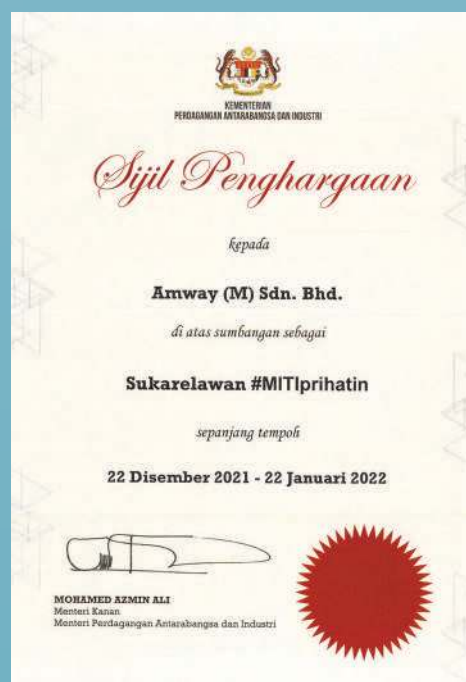 KEMENTERIAN
PERDAGANGAN ANTARABANGSA DAN INDUSTRI
Sijil Penghargaan
kepada
Amway (M) Sdn. Bhd.
di atas sumbangan sebagai
Sukarelawan #MITIprihatin
sepanjang tempoh
22 Disember 2021 - 22 Januari 2022
MOHAMED AZMIN ALI
Menteri Kanan
Menteri Perdagangan Antarabangsa dan Industri